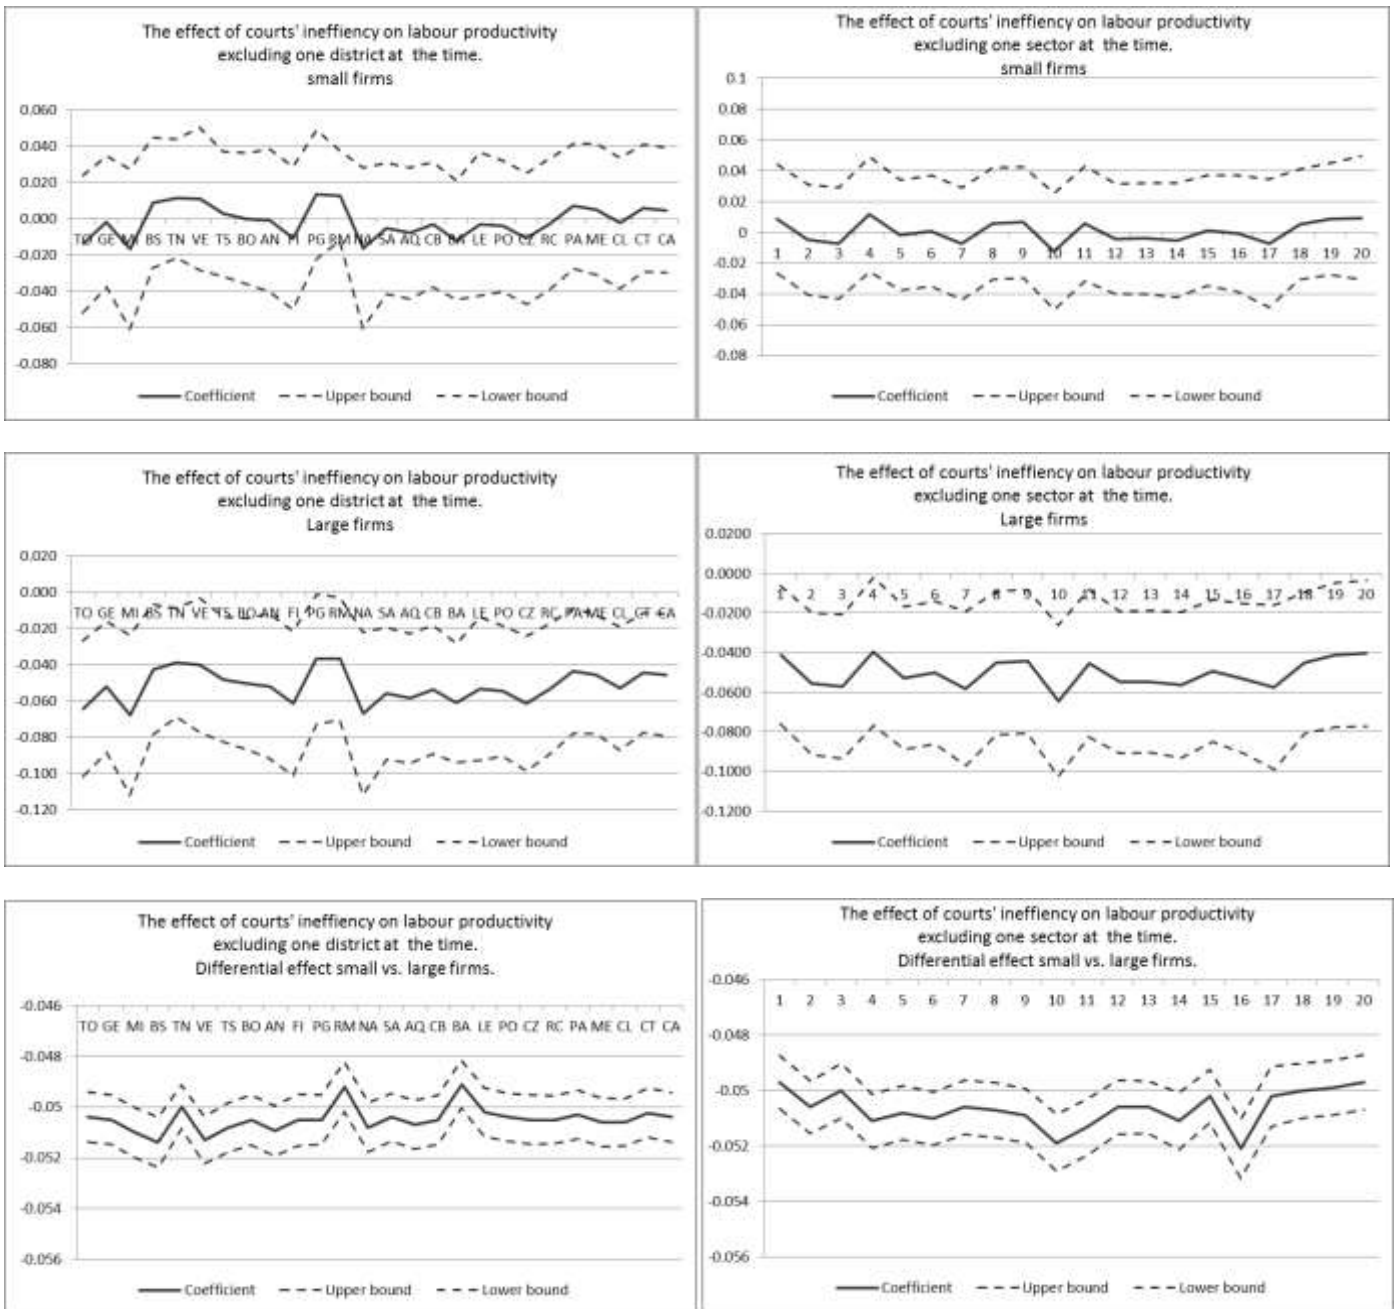 The effect of courts' ineffiency on labour productivity
excluding one district at the time.
small firms
0.060
0.040
0.020
0.000
TO GE MI BS TN VE TS BO AN FI PG RM NA SA AQ CB BA LE PO CZ RC PA ME CL CT CA
-0.020
-0.040
-0.060
-0.080
Coefficient Upper bound Lower bound
The effect of courts' ineffiency on labour productivity
excluding one sector at the time.
small firms
0.1
0.08
0.06
0.04
0.02
0
1 2 3 4 5 6 7 8 9 10 11 12 13 14 15 16 17 18 19 20
-0.02
-0.04
-0.06
-0.08
Coefficient Upper bound Lower bound
The effect of courts' ineffiency on labour productivity
excluding one district at the time.
Large firms
0.020
0.000
TO GE MI BS TN VE TS BO AN FI PG RM NA SA AQ CB BA LE PO CZ RC PA ME CL CT CA
-0.020
-0.040
-0.060
-0.080
-0.100
-0.120
Coefficient Upper bound Lower bound
The effect of courts' ineffiency on labour productivity
excluding one sector at the time.
Large firms
0.0200
0.0000
1 2 3 4 5 6 7 8 9 10 11 12 13 14 15 16 17 18 19 20
-0.0200
-0.0400
-0.0600
-0.0800
-0.1000
-0.1200
Coefficient Upper bound Lower bound
The effect of courts' ineffiency on labour productivity
excluding one district at the time.
Differential effect small vs. large firms.
-0.046
TO GE MI BS TN VE TS BO AN FI PG RM NA SA AQ CB BA LE PO CZ RC PA ME CL CT CA
-0.048
-0.05
-0.052
-0.054
-0.056
Coefficient Upper bound Lower bound
The effect of courts' ineffiency on labour productivity
excluding one sector at the time.
Differential effect small vs. large firms.
-0.046
1 2 3 4 5 6 7 8 9 10 11 12 13 14 15 16 17 18 19 20
-0.048
-0.05
-0.052
-0.054
-0.056
Coefficient Upper bound Lower bound